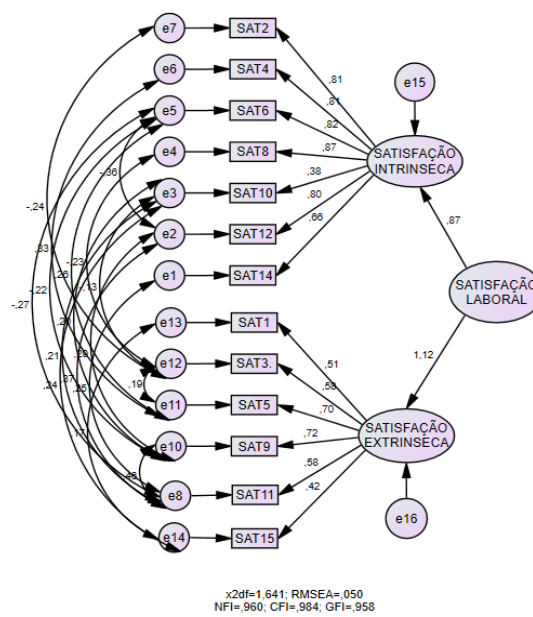 e7 SAT2
e6 SAT4
e5 SAT6
e4 SAT8
e3 SAT10
e2 SAT12
e1 SAT14
e13 SAT1
e12 SAT3.
e11 SAT5
e10 SAT9
e8 SAT11
e14 SAT15
e15
SATISFAÇÃO
INTRINSECA
SATISFAÇÃO
LABORAL
SATISFAÇÃO
EXTRINSECA
e16
,81
,81
,82
,87
,38
,80
,66
,87
1,12
,51
,58
,70
,72
,58
,42
-,36
-,24
-,23
-,22
-,27
,21
,19
,24
x2df=1,641; RMSEA=,050
NFI=,960; CFI=,984; GFI=,958